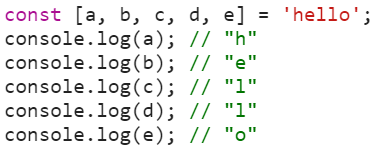 const [a, b, c, d, e] = 'hello';
console.log(a); // "h"
console.log(b); // "e"
console.log(c); // "l"
console.log(d); // "l"
console.log(e); // "o"